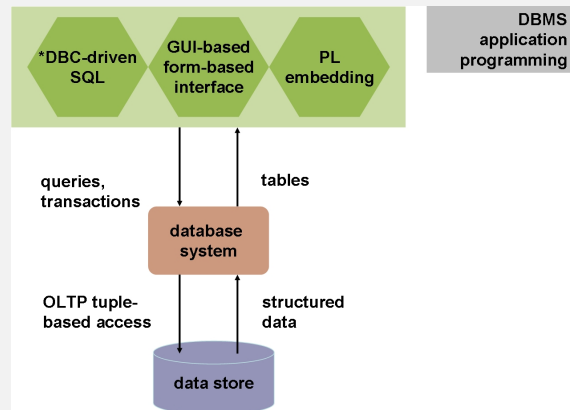 *DBC-driven
SQL
GUI-based
form-based
interface
PL
embedding
DBMS
application
programming
queries,
transactions
tables
database
system
OLTP tuple-
based access
structured
data
data store